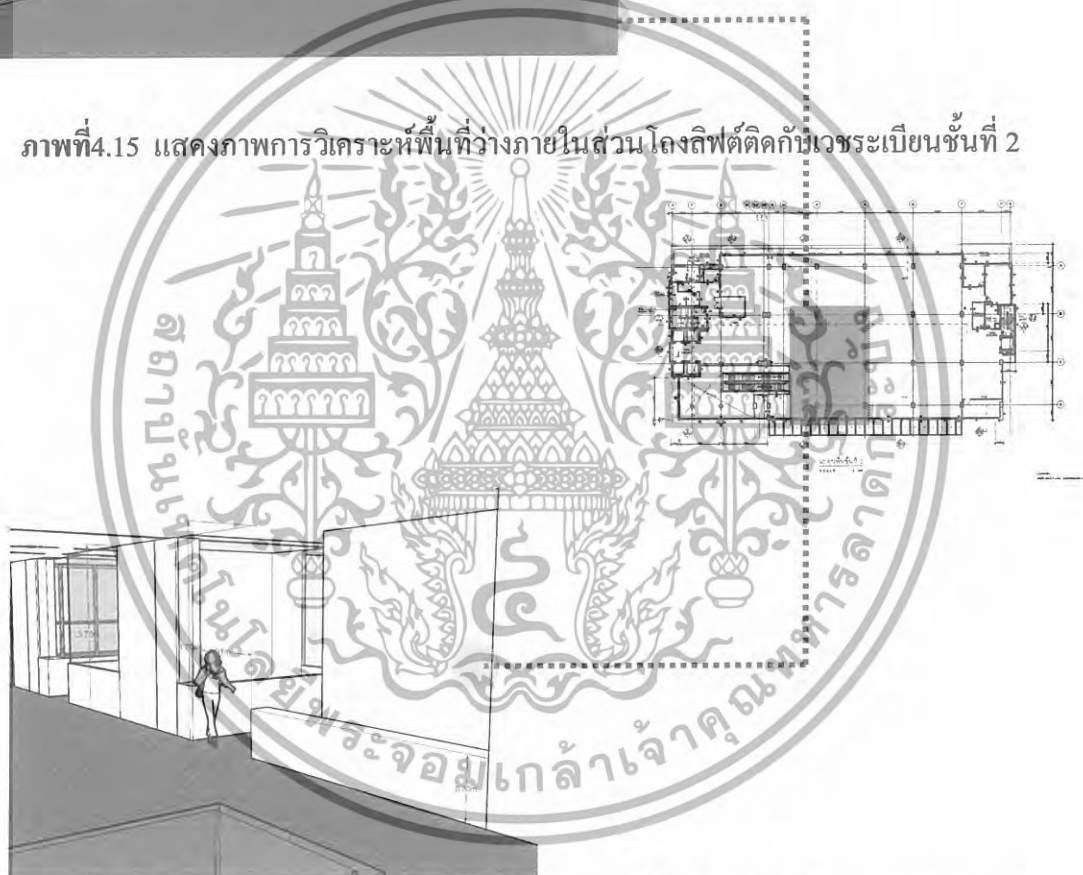 ภาพที่4.15 แสดงภาพการวิเคราะห์พื้นที่ว่างภายในส่วนโถงลิฟต์ติดกับเวชระเบียนชั้นที่ 2
สถาบันเทคโนโลยีพระจอมเกล้าเจ้าคุณทหารลาดกระบัง